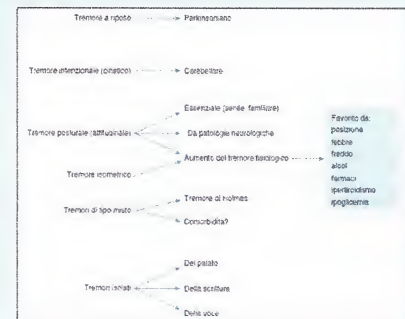 Tremore a riposo
Parkinsoniano
Tremore intenzionale (cinetico)
Cerebellare
Tremore posturale (attitudinale)
Essenziale (senile, familiare)
Da patologie neurologiche
Aumento del tremore fisiologico
Tremore isometrico
Favorito da:
posizione
febbre
freddo
alcol
farmaci
ipertiroidismo
ipoglicemia
Tremori di tipo misto
Tremore di Holmes
Comorbidità?
Tremori isolati
Del palato
Della scrittura
Della voce